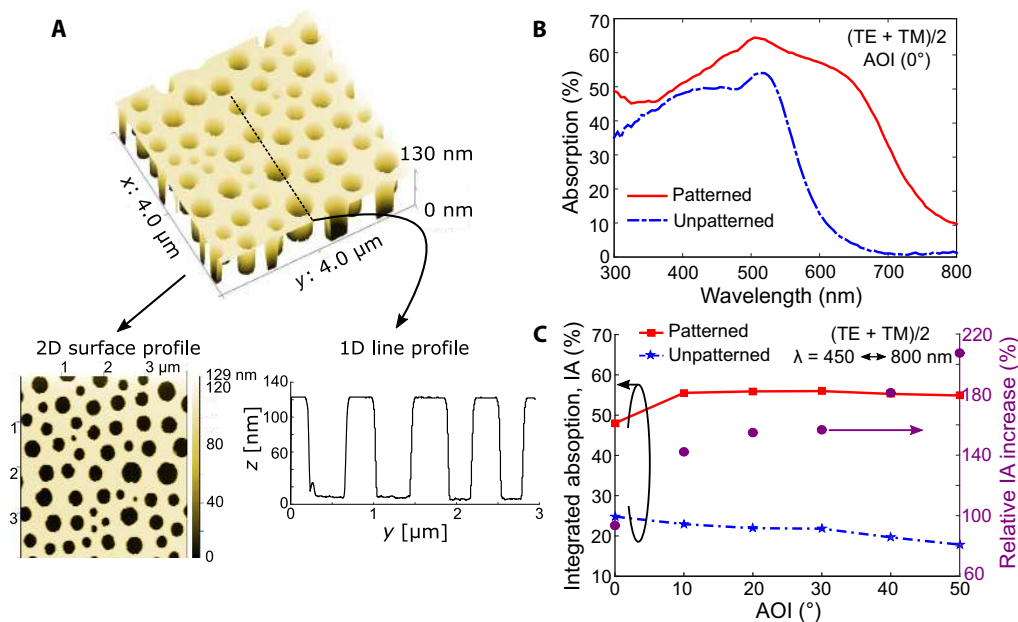 A
130 nm
0 nm
x: 4.0 µm
y: 4.0 µm
2D surface profile
1D line profile
1 2 3 µm
129 nm
120
80
40
0
1
2
3
z [nm]
120
80
40
0
0 1 2 3
y [µm]
B
Absorption (%)
70
60
50
40
30
20
10
0
(TE + TM)/2
AOI (0°)
Patterned
Unpatterned
300 400 500 600 700 800
Wavelength (nm)
C
Patterned
Unpatterned
(TE + TM)/2
λ = 450 ↔ 800 nm
Integrated absoption, IA (%)
80
70
60
50
40
30
20
10
Relative IA increase (%)
220
180
140
100
60
0 10 20 30 40 50
AOI (°)